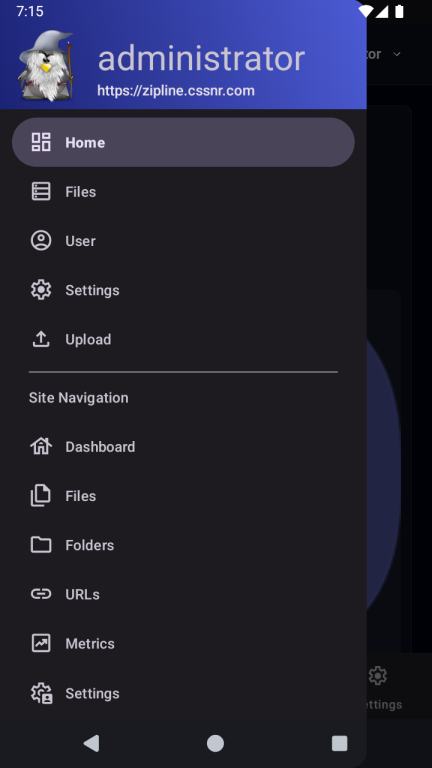 7:15
administrator
https://zipline.cssnr.com
tor
Home
Files
User
Settings
Upload
Site Navigation
Dashboard
Files
Folders
URLs
Metrics
Settings
ettings